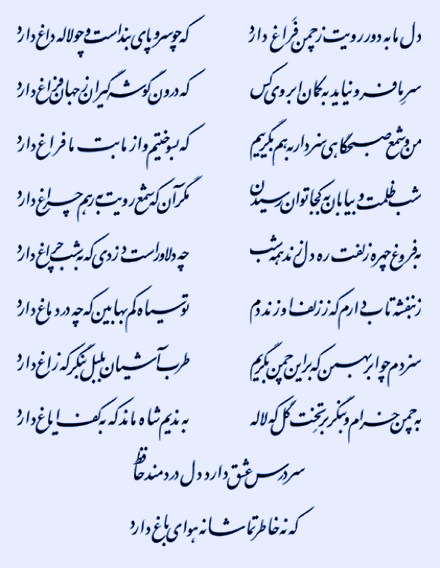 دل ما به دور رویت ز چمن فراغ دارد که چو سرو پای بند است و چو لاله داغ دارد
سر ما فرو نیاید به کمان ابروی کس که درون گوشه گیران ز جهان فراغ دارد
من و شمع صبحگاهی سزد ار به هم بگرییم که بسوختیم و از ما بت ما فراغ دارد
شب ظلمت و بیابان به کجا توان رسیدن مگر آن که شمع رویت به رهم چراغ دارد
به فروغ چهره زلفت ره دل زند همه شب چه دلاور است دزدی که به شب چراغ دارد
ز بنفشه تاب دارم که ز زلف او زند دم تو سیاه کم بها بین که چه در دماغ دارد
سزدم چو ابر بهمن که بر این چمن بگریم طرب آشیان بلبل بنگر که زاغ دارد
به چمن خرام و بنگر بر تخت گل که لاله به ندیم شاه ماند که به کف ایاغ دارد
سر درس عشق دارد دل دردمند حافظ
که نه خاطر تماشا نه هوای باغ دارد